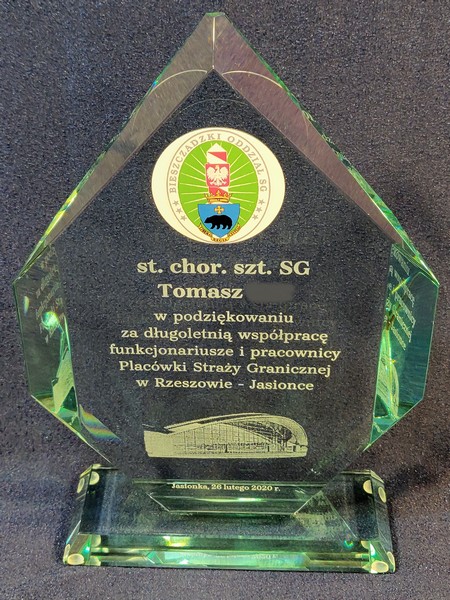 BIESZCZADZKI ODDZIAŁ SG
st. chor. szt. SG
Tomasz
w podziękowaniu
za długoletnią współpracę
funkcjonariusze i pracownicy
Placówki Straży Granicznej
w Rzeszowie - Jasionce
Jasionka, 26 lutego 2020 r.